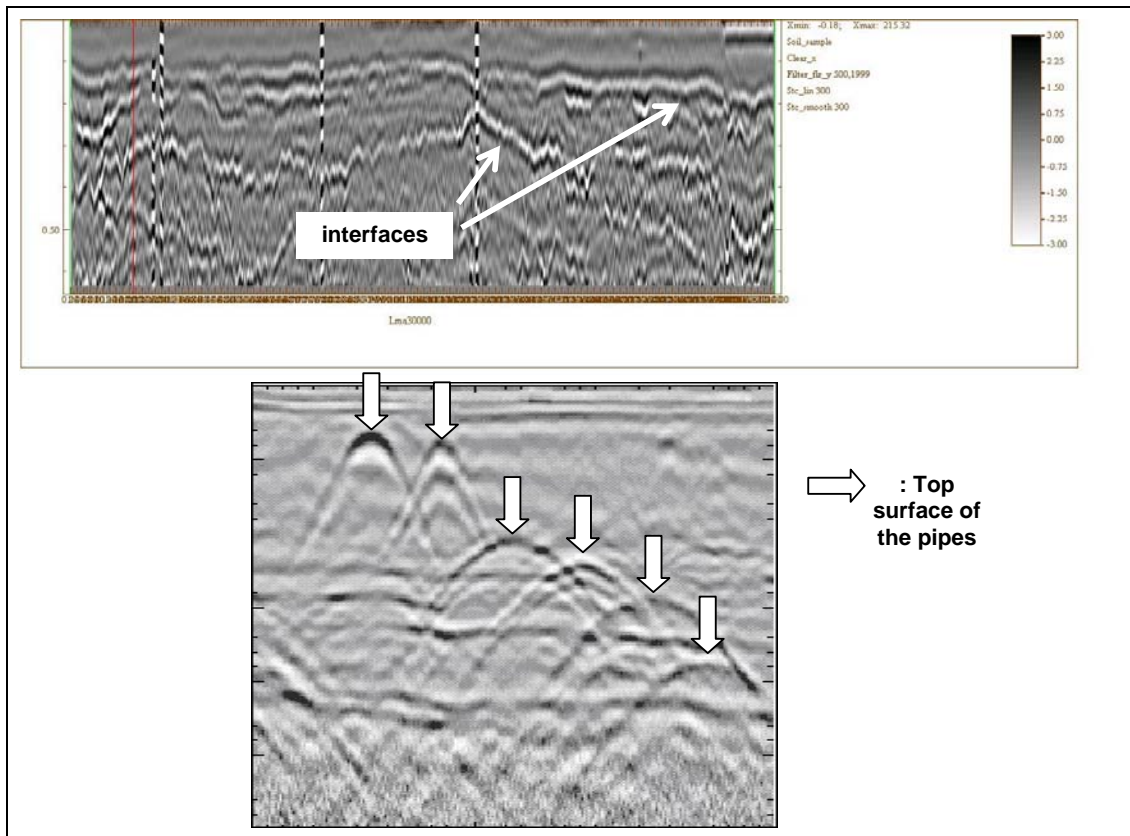 Xmin: -0.18; Xmax: 215.32
Soil_sample
Clear_x
Filter_flr_y 500,1999
Stc_lin 300
Stc_smooth 300
3.00
2.25
1.50
0.75
0.00
-0.75
-1.50
-2.25
-3.00
interfaces
0.50
Lma30000
: Top
surface of
the pipes